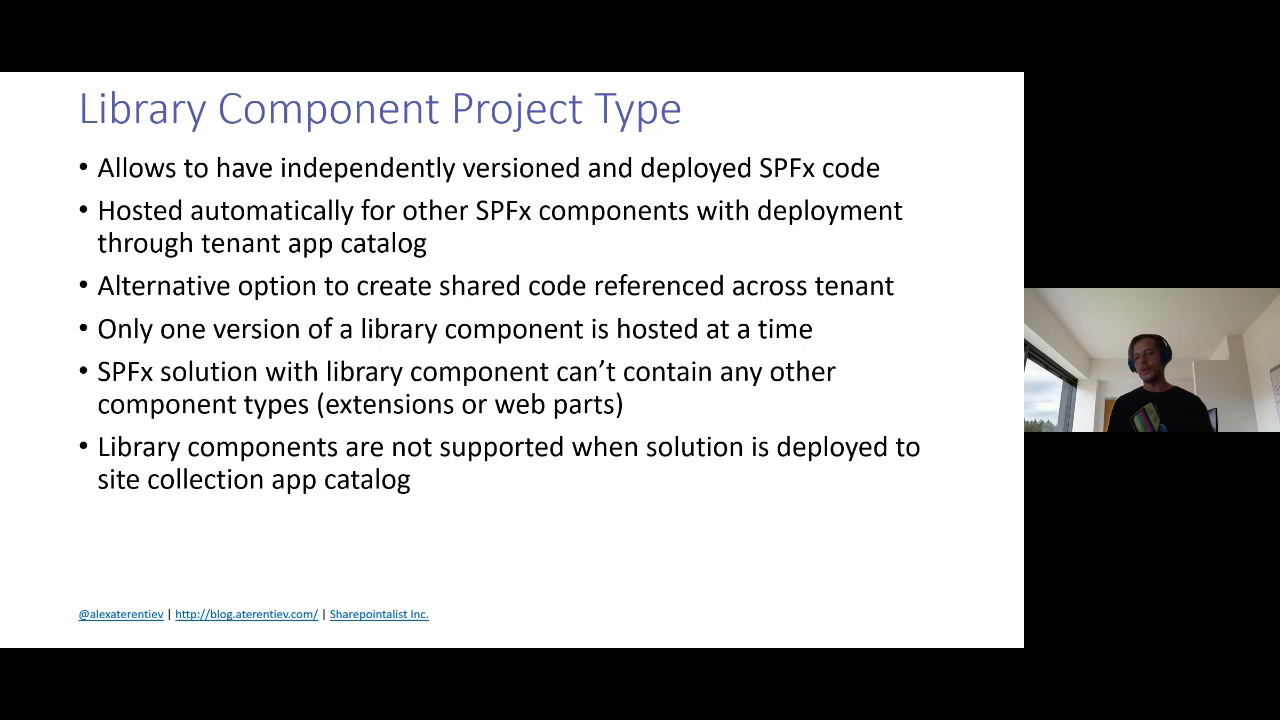 Library Component Project Type
• Allows to have independently versioned and deployed SPFx code
• Hosted automatically for other SPFx components with deployment
through tenant app catalog
• Alternative option to create shared code referenced across tenant
• Only one version of a library component is hosted at a time
• SPFx solution with library component can’t contain any other
component types (extensions or web parts)
• Library components are not supported when solution is deployed to
site collection app catalog
@alexaterentiev | http://blog.aterentiev.com/ | Sharepointalist Inc.